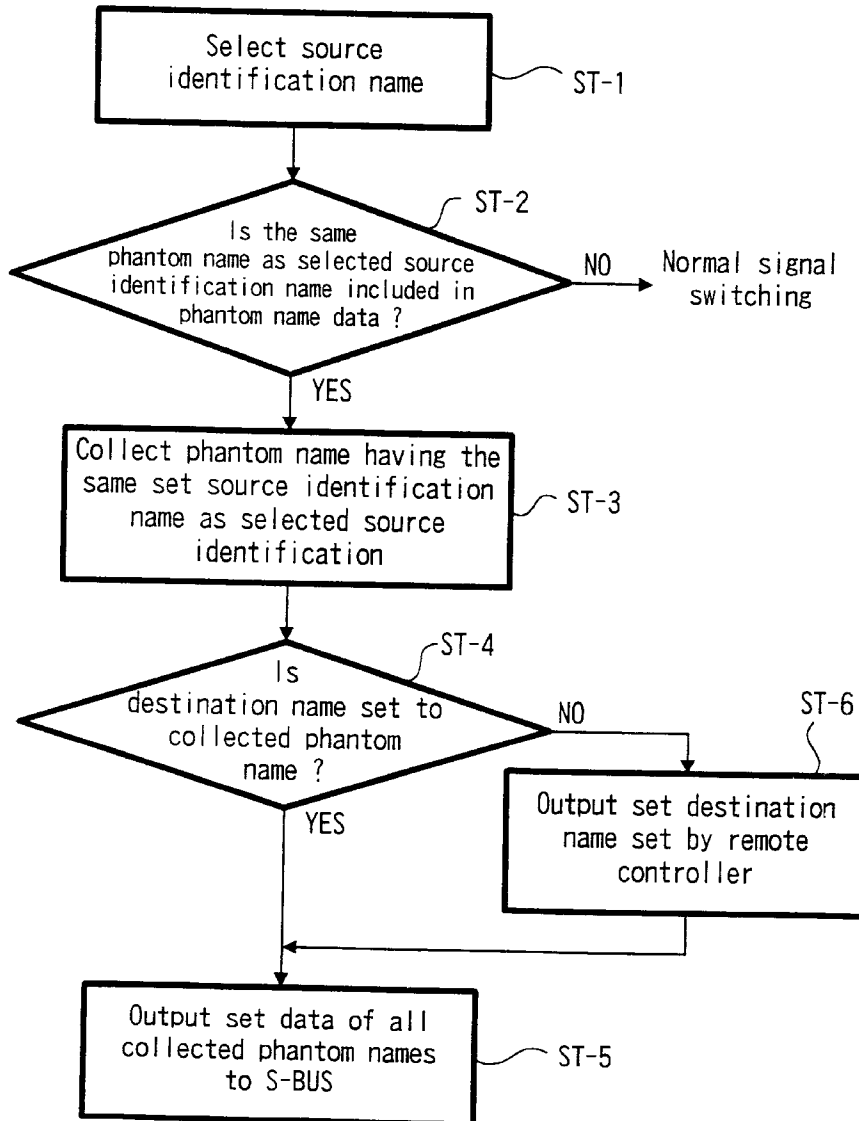 Select source
identification name
ST-1
ST-2
Is the same
phantom name as selected source
identification name included in
phantom name data ?
NO
Normal signal
switching
YES
Collect phantom name having the
same set source identification
name as selected source
identification
ST-3
ST-4
Is
destination name set to
collected phantom
name ?
NO
ST-6
YES
Output set destination
name set by remote
controller
Output set data of all
collected phantom names
to S-BUS
ST-5